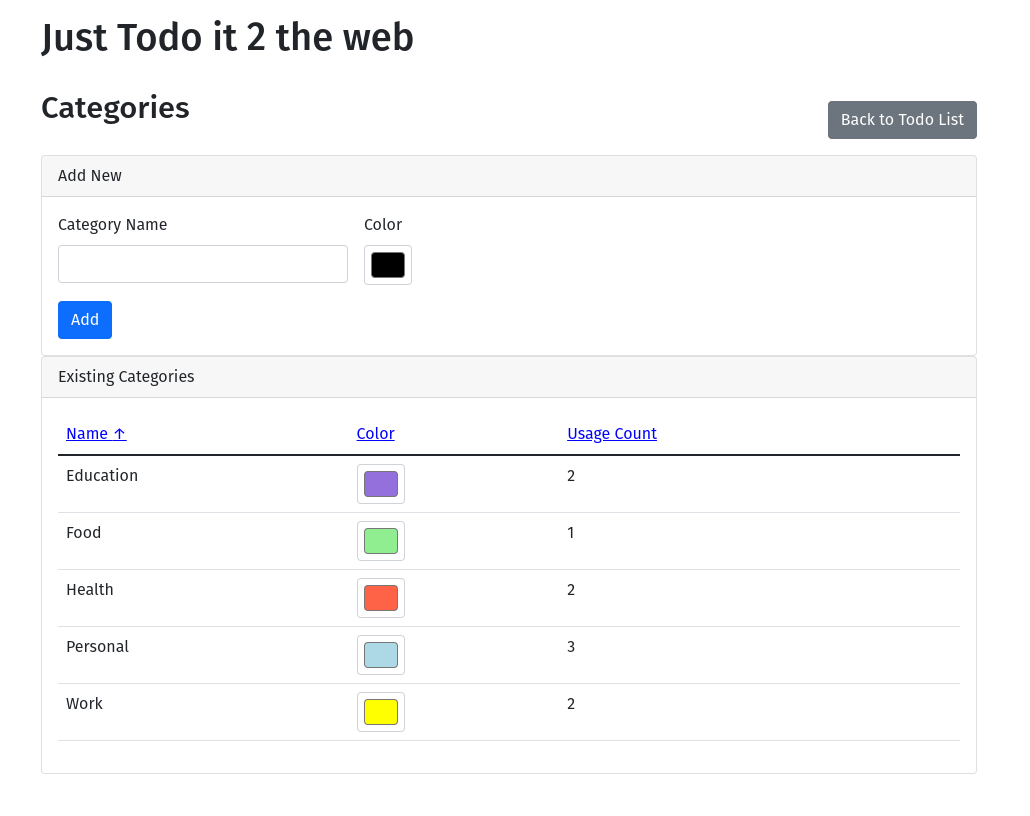 Just Todo it 2 the web
Categories
Back to Todo List
Add New
Category Name Color
Add
Existing Categories
Name ↑ Color Usage Count
Education 2
Food 1
Health 2
Personal 3
Work 2